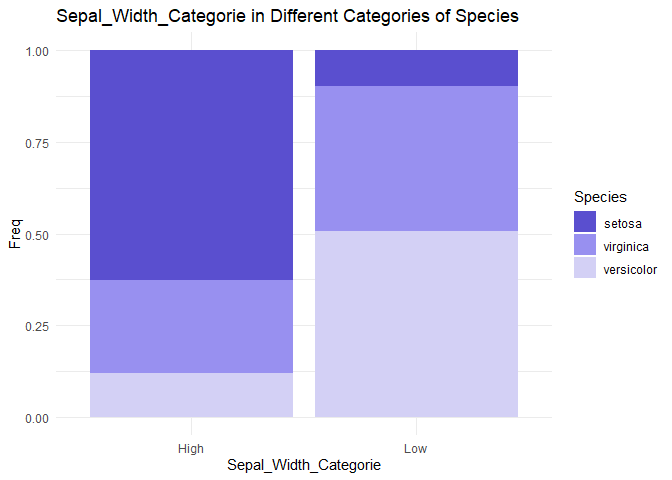 Sepal_Width_Categorie in Different Categories of Species
1.00
0.75
0.50
0.25
0.00
Freq
High
Low
Sepal_Width_Categorie
Species
setosa
virginica
versicolor